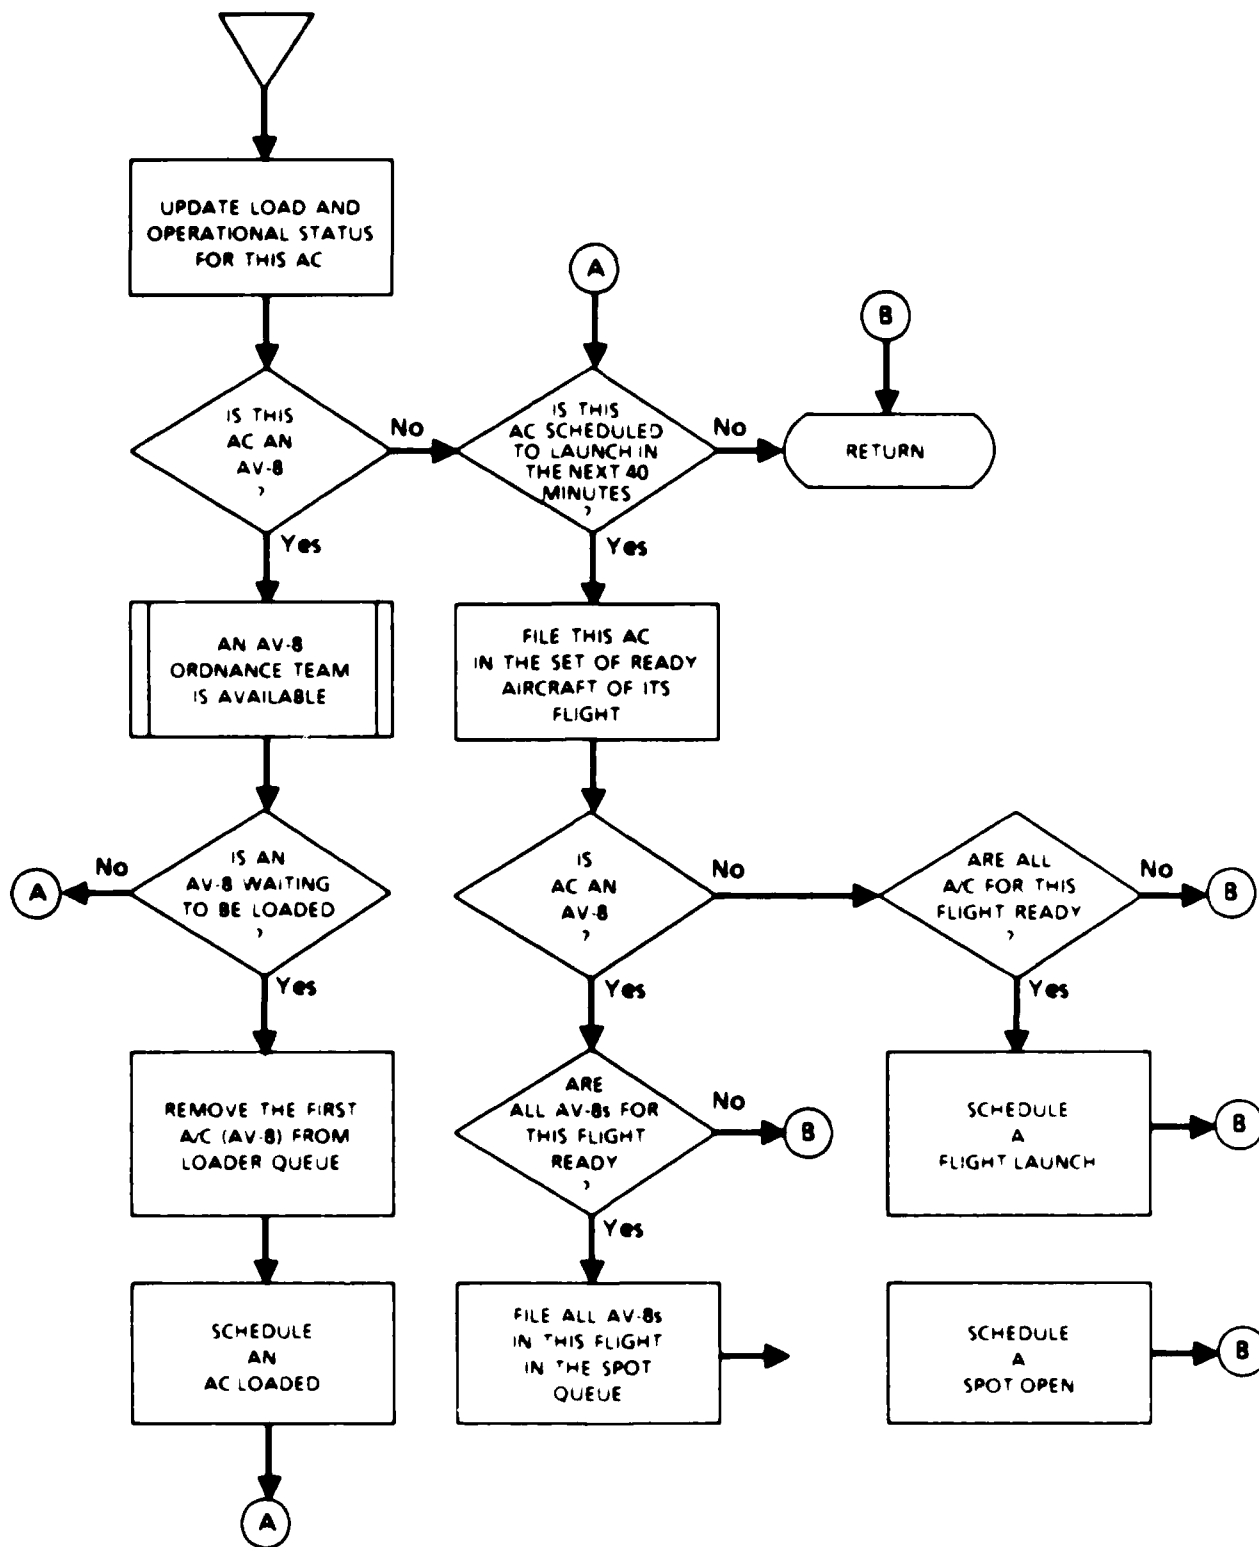 UPDATE LOAD AND
OPERATIONAL STATUS
FOR THIS AC
IS THIS
AC AN
AV-8
?
No
Yes
AN AV-8
ORDNANCE TEAM
IS AVAILABLE
IS AN
AV-8 WAITING
TO BE LOADED
?
No
A
Yes
REMOVE THE FIRST
A/C (AV-8) FROM
LOADER QUEUE
SCHEDULE
AN
AC LOADED
A
A
IS THIS
AC SCHEDULED
TO LAUNCH IN
THE NEXT 40
MINUTES
?
No
Yes
B
RETURN
FILE THIS AC
IN THE SET OF READY
AIRCRAFT OF ITS
FLIGHT
IS
AC AN
AV-8
?
No
Yes
ARE
ALL AV-8s FOR
THIS FLIGHT
READY
?
No
B
Yes
FILE ALL AV-8s
IN THIS FLIGHT
IN THE SPOT
QUEUE
ARE ALL
A/C FOR THIS
FLIGHT READY
?
No
B
Yes
SCHEDULE
A
FLIGHT LAUNCH
B
SCHEDULE
A
SPOT OPEN
B